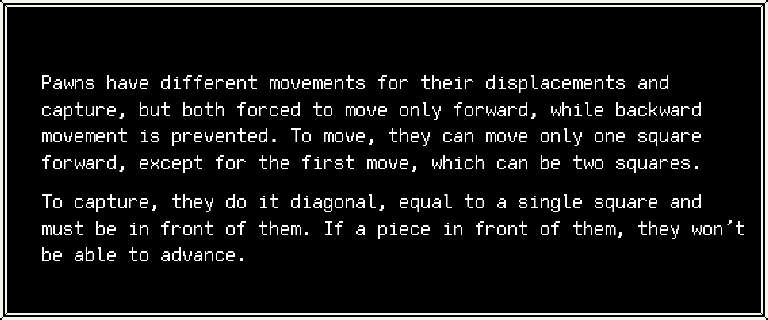 Pawns have different movements for their displacements and
capture, but both forced to move only forward, while backward
movement is prevented. To move, they can move only one square
forward, except for the first move, which can be two squares.
To capture, they do it diagonal, equal to a single square and
must be in front of them. If a piece in front of them, they won't
be able to advance.